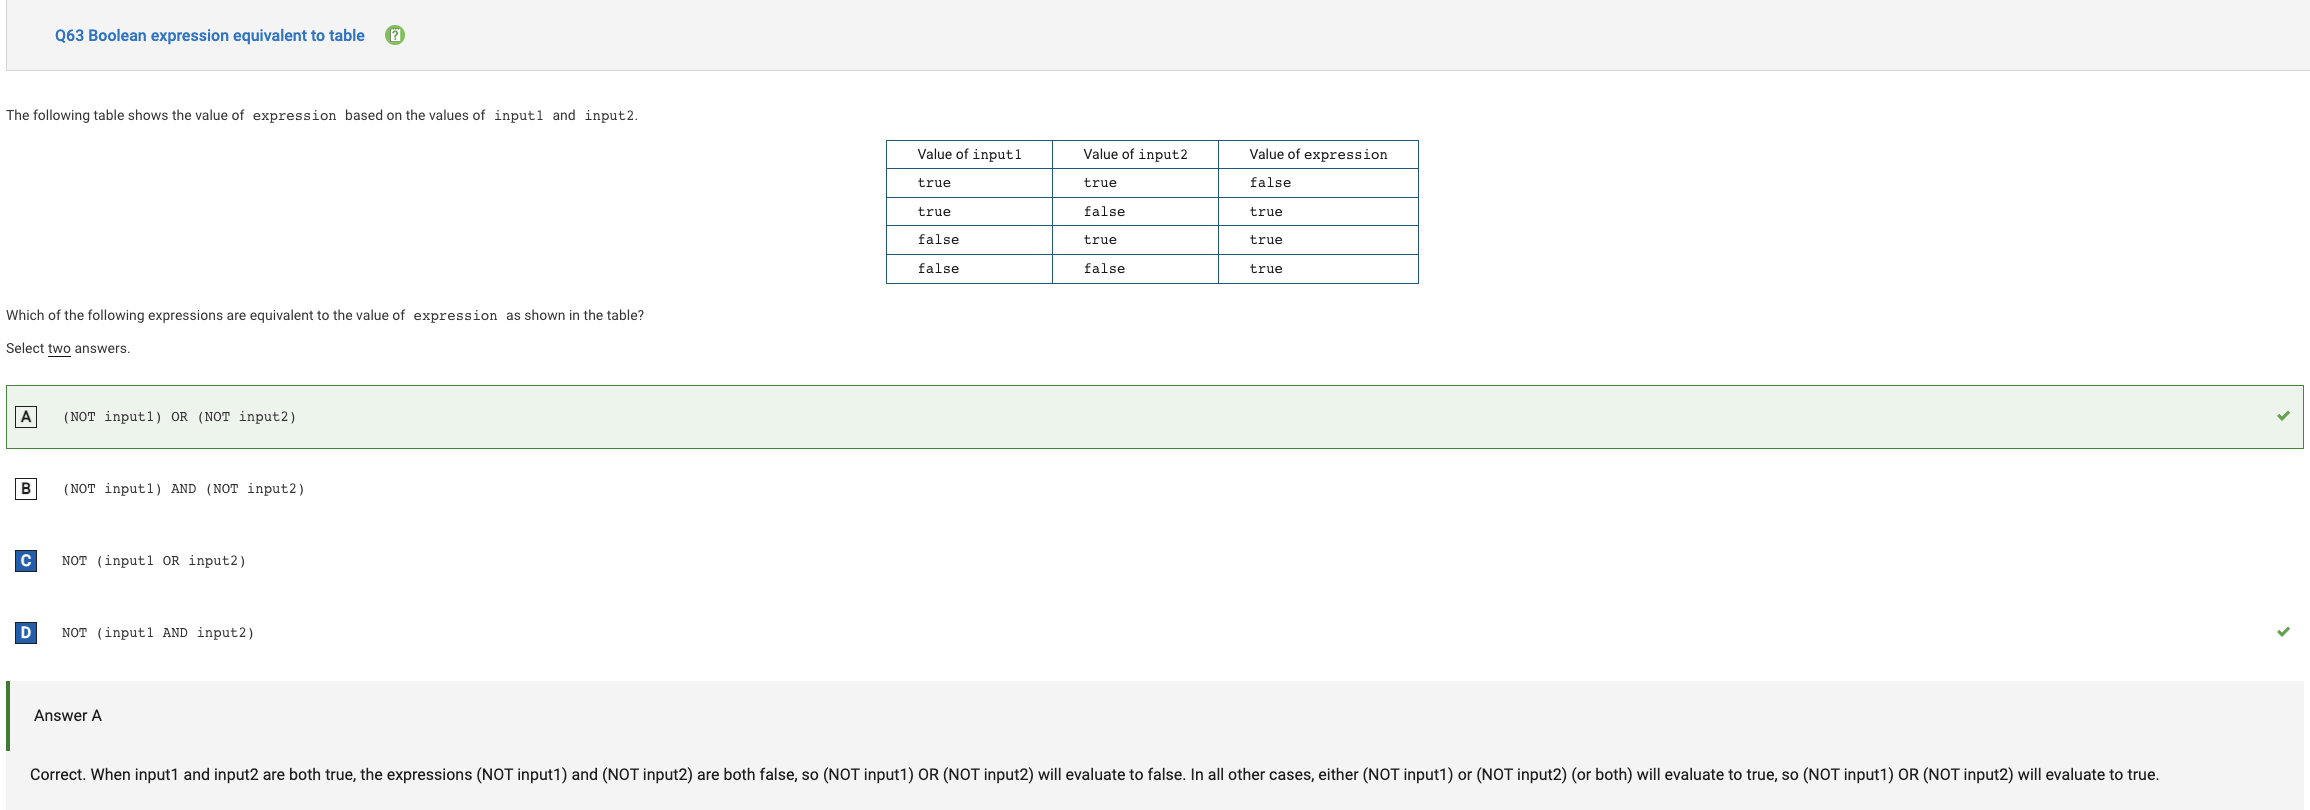 Q63 Boolean expression equivalent to table ?
The following table shows the value of expression based on the values of input1 and input2.
Value of input1 Value of input2 Value of expression
true true false
true false true
false true true
false false true
Which of the following expressions are equivalent to the value of expression as shown in the table?
Select two answers.
A (NOT input1) OR (NOT input2)
B (NOT input1) AND (NOT input2)
C NOT (input1 OR input2)
D NOT (input1 AND input2)
Answer A
Correct. When input1 and input2 are both true, the expressions (NOT input1) and (NOT input2) are both false, so (NOT input1) OR (NOT input2) will evaluate to false. In all other cases, either (NOT input1) or (NOT input2) (or both) will evaluate to true, so (NOT input1) OR (NOT input2) will evaluate to true.